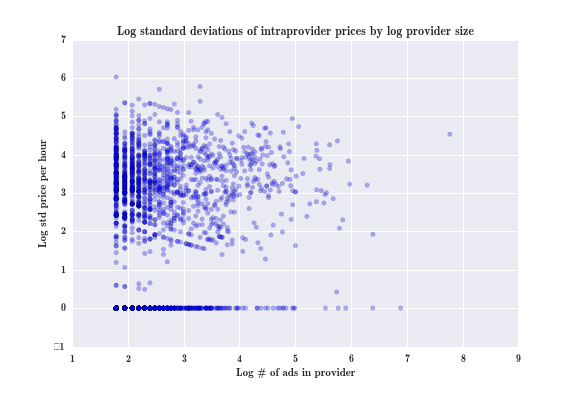 Log standard deviations of intraprovider prices by log provider size
7
6
5
4
3
2
1
0
□1
Log std price per hour
1 2 3 4 5 6 7 8 9
Log # of ads in provider